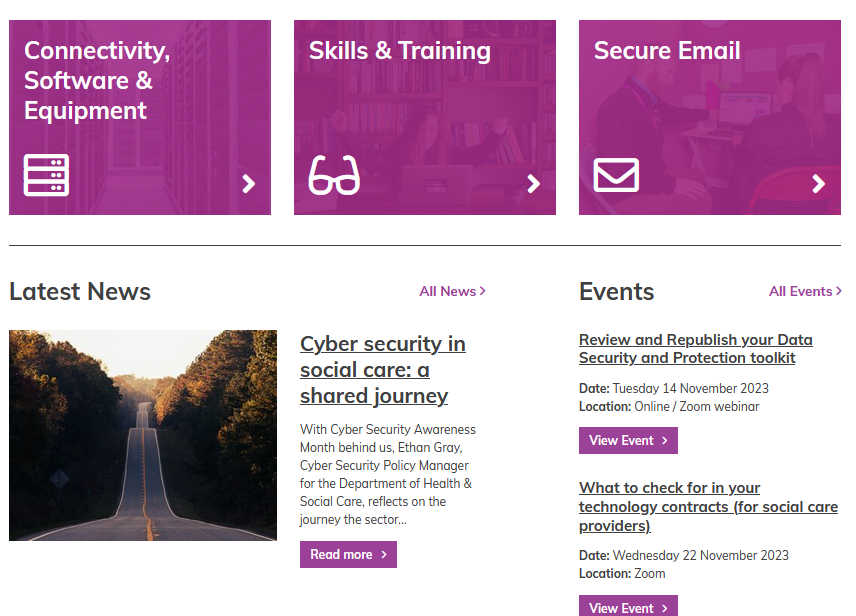 Connectivity,
Software &
Equipment
Skills & Training
Secure Email
Latest News
All News
Cyber security in
social care: a
shared journey
With Cyber Security Awareness
Month behind us, Ethan Gray,
Cyber Security Policy Manager
for the Department of Health &
Social Care, reflects on the
journey the sector...
Read more
Events
All Events
Review and Republish your Data
Security and Protection toolkit
Date: Tuesday 14 November 2023
Location: Online / Zoom webinar
View Event
What to check for in your
technology contracts (for social care
providers)
Date: Wednesday 22 November 2023
Location: Zoom
View Event